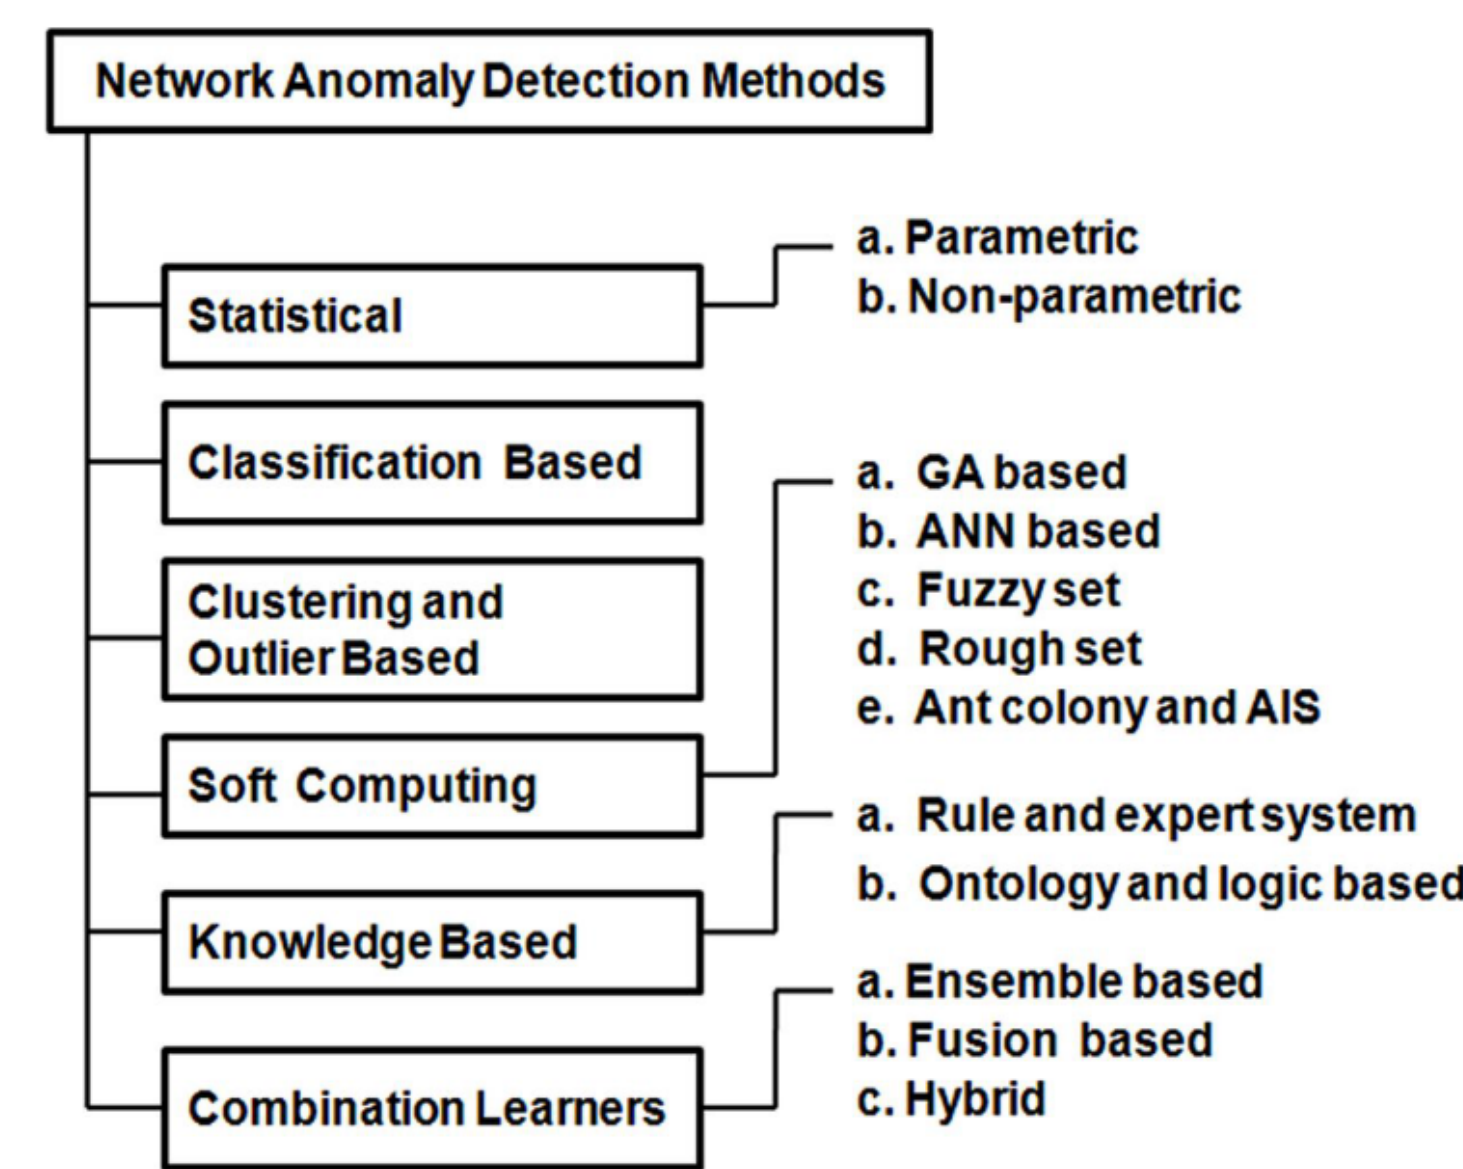 Network Anomaly Detection Methods
Statistical
a. Parametric
b. Non-parametric
Classification Based
Clustering and
Outlier Based
Soft Computing
a. GA based
b. ANN based
c. Fuzzy set
d. Rough set
e. Ant colony and AIS
Knowledge Based
a. Rule and expert system
b. Ontology and logic based
Combination Learners
a. Ensemble based
b. Fusion based
c. Hybrid